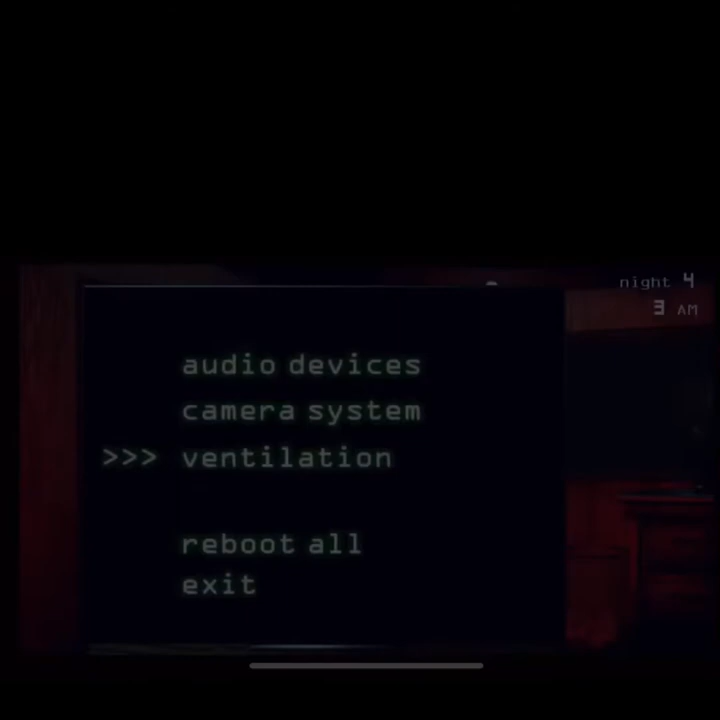 night 4
3 AM
audio devices
camera system
>>> ventilation
reboot all
exit